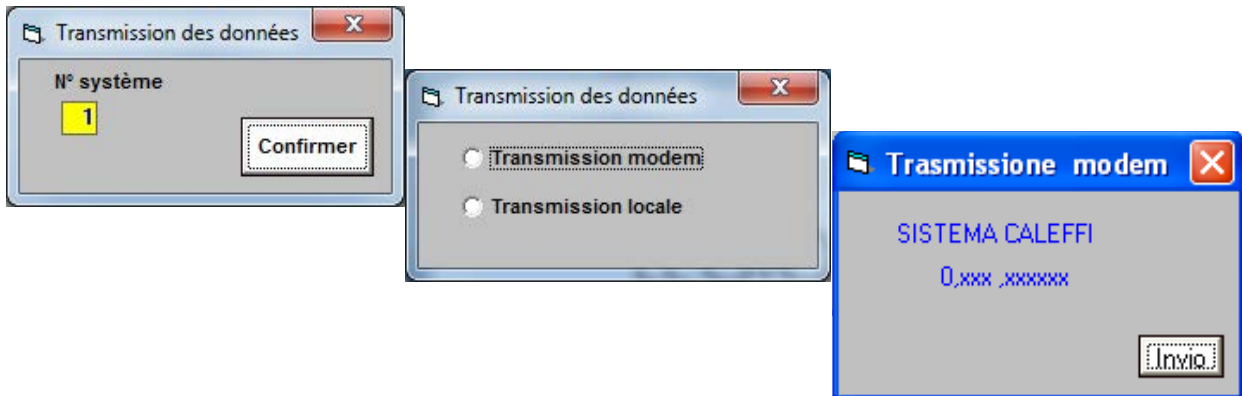 Transmission des données
N° système
1
Confirmer
Transmission des données
Transmission modem
Transmission locale
Trasmissione modem
SISTEMA CALEFFI
0,xxx ,xxxxxx
Invio